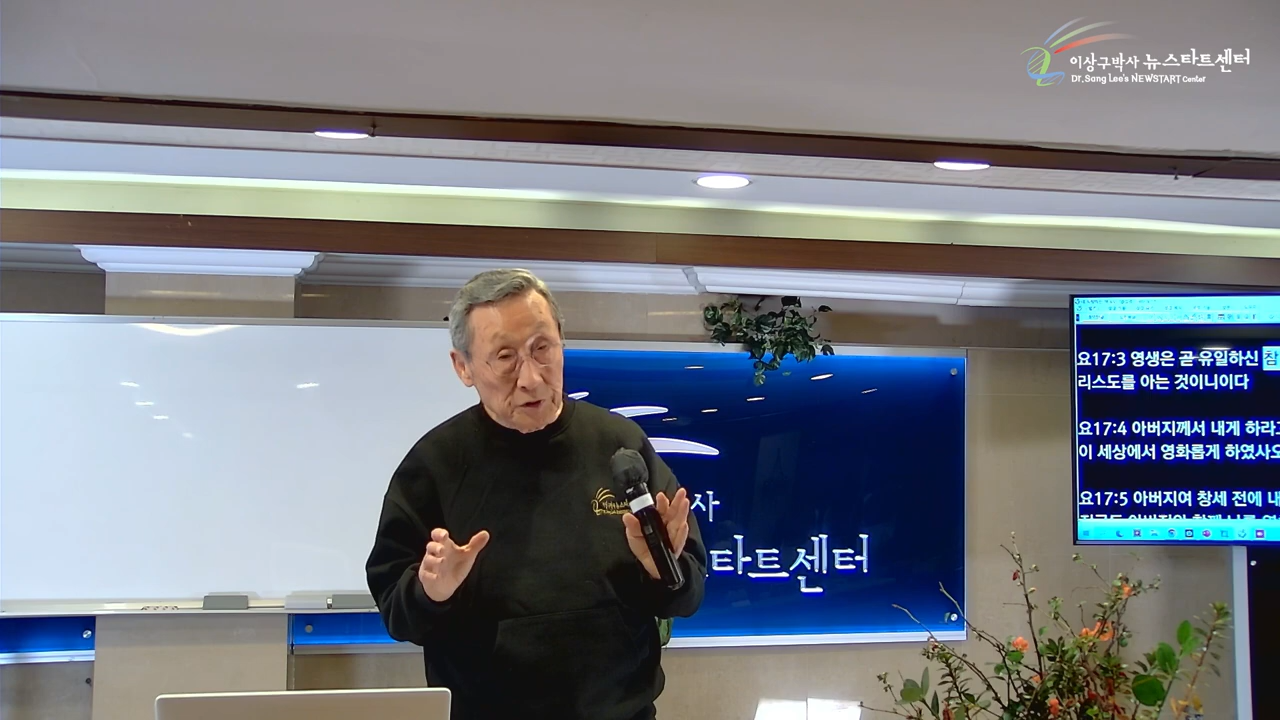 이상구박사 뉴스타트센터
Dr. Sang Lee's NEWSTART Center
사
스타트센터
요17:3 영생은 곧 유일하신 참
리스도를 아는 것이니이다
요17:4 아버지께서 내게 하라고
이 세상에서 영화롭게 하였사오
요17:5 아버지여 창세 전에 내